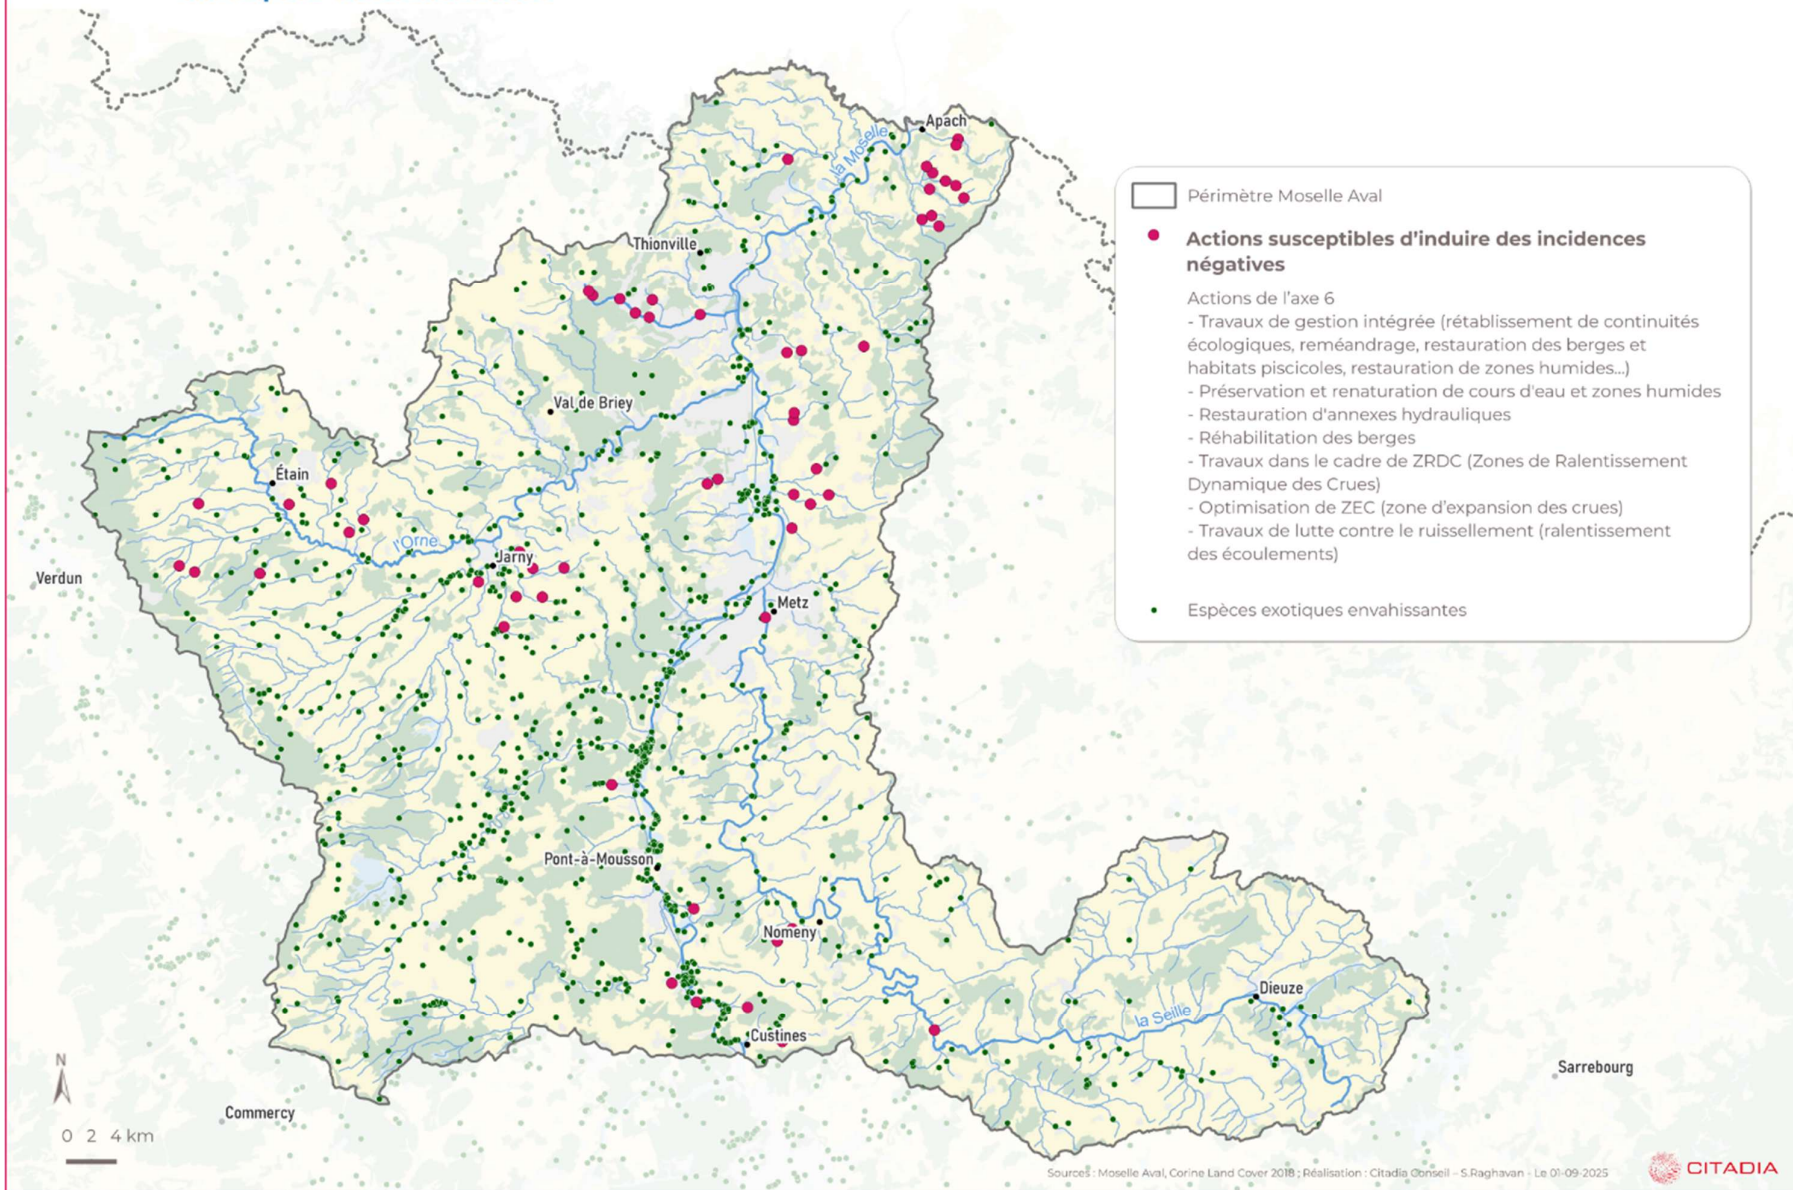 Apach
la Moselle
Thionville
Val de Briey
Étain
l'Orne
Jarny
Verdun
Metz
Pont-à-Mousson
Nomeny
Dieuze
la Seille
Custines
Sarrebourg
Commercy
N
0 2 4 km
Périmètre Moselle Aval
Actions susceptibles d'induire des incidences
négatives
Actions de l'axe 6
- Travaux de gestion intégrée (rétablissement de continuités
écologiques, reméandrage, restauration des berges et
habitats piscicoles, restauration de zones humides...)
- Préservation et renaturation de cours d'eau et zones humides
- Restauration d'annexes hydrauliques
- Réhabilitation des berges
- Travaux dans le cadre de ZRDC (Zones de Ralentissement
Dynamique des Crues)
- Optimisation de ZEC (zone d'expansion des crues)
- Travaux de lutte contre le ruissellement (ralentissement
des écoulements)
Espèces exotiques envahissantes
Sources : Moselle Aval, Corine Land Cover 2018 ; Réalisation : Citadia Conseil – S.Raghavan - Le 01-09-2025
CITADIA